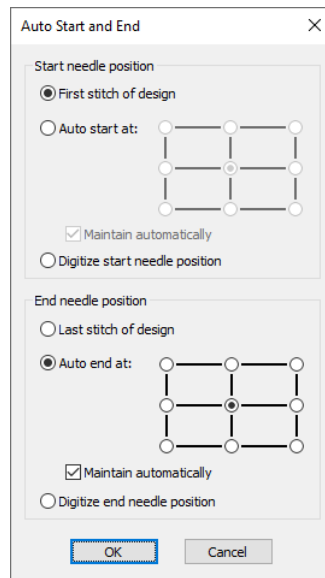 Auto Start and End
Start needle position
First stitch of design
Auto start at:
Maintain automatically
Digitize start needle position
End needle position
Last stitch of design
Auto end at:
Maintain automatically
Digitize end needle position
OK Cancel